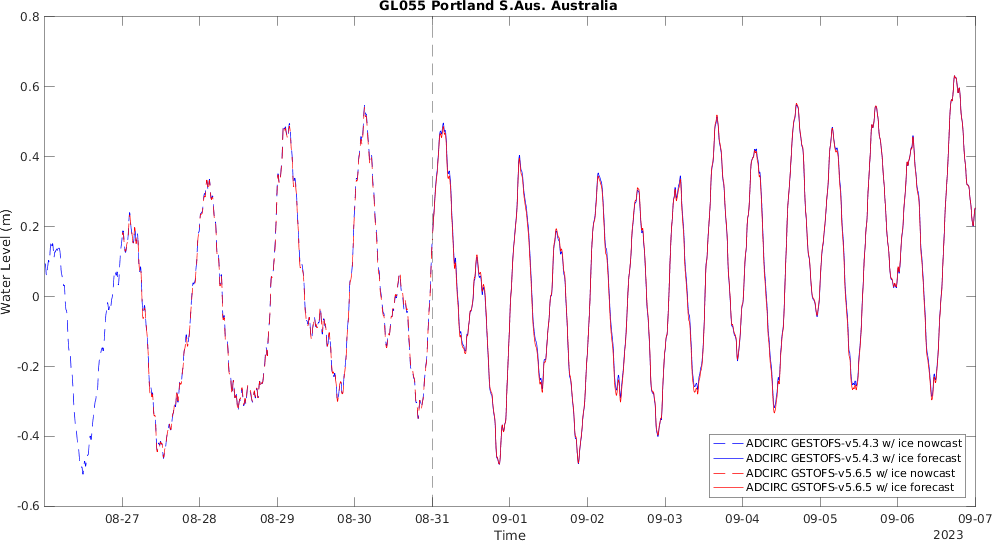 GL055 Portland S.Aus. Australia
0.8
0.6
0.4
0.2
0
-0.2
-0.4
-0.6
Water Level (m)
08-27 08-28 08-29 08-30 08-31 09-01 09-02 09-03 09-04 09-05 09-06 09-07
Time
2023
ADCIRC GESTOFS-v5.4.3 w/ ice nowcast
ADCIRC GESTOFS-v5.4.3 w/ ice forecast
ADCIRC GSTOFS-v5.6.5 w/ ice nowcast
ADCIRC GSTOFS-v5.6.5 w/ ice forecast